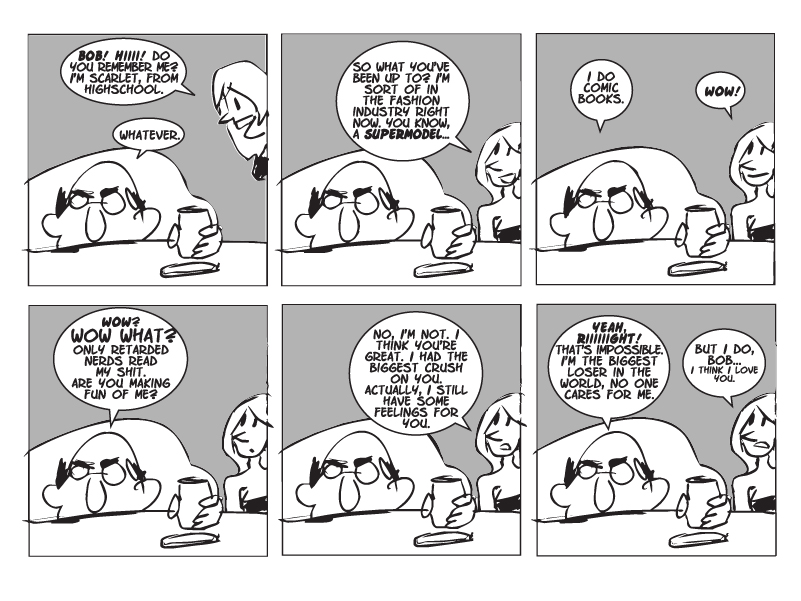 BOB! HIIII! DO
YOU REMEMBER ME?
I'M SCARLET, FROM
HIGHSCHOOL.
WHATEVER.
SO WHAT YOU'VE
BEEN UP TO? I'M
SORT OF IN
THE FASHION
INDUSTRY RIGHT
NOW. YOU KNOW,
A SUPERMODEL...
I DO
COMIC
BOOKS.
WOW!
WOW?
WOW WHAT?
ONLY RETARDED
NERDS READ
MY SHIT.
ARE YOU MAKING
FUN OF ME?
NO, I'M NOT. I
THINK YOU'RE
GREAT. I HAD THE
BIGGEST CRUSH
ON YOU.
ACTUALLY, I STILL
HAVE SOME
FEELINGS FOR
YOU.
YEAH,
RIIIIIIGHT!
THAT'S IMPOSSIBLE.
I'M THE BIGGEST
LOSER IN THE
WORLD, NO ONE
CARES FOR ME.
BUT I DO,
BOB...
I THINK I LOVE
YOU.